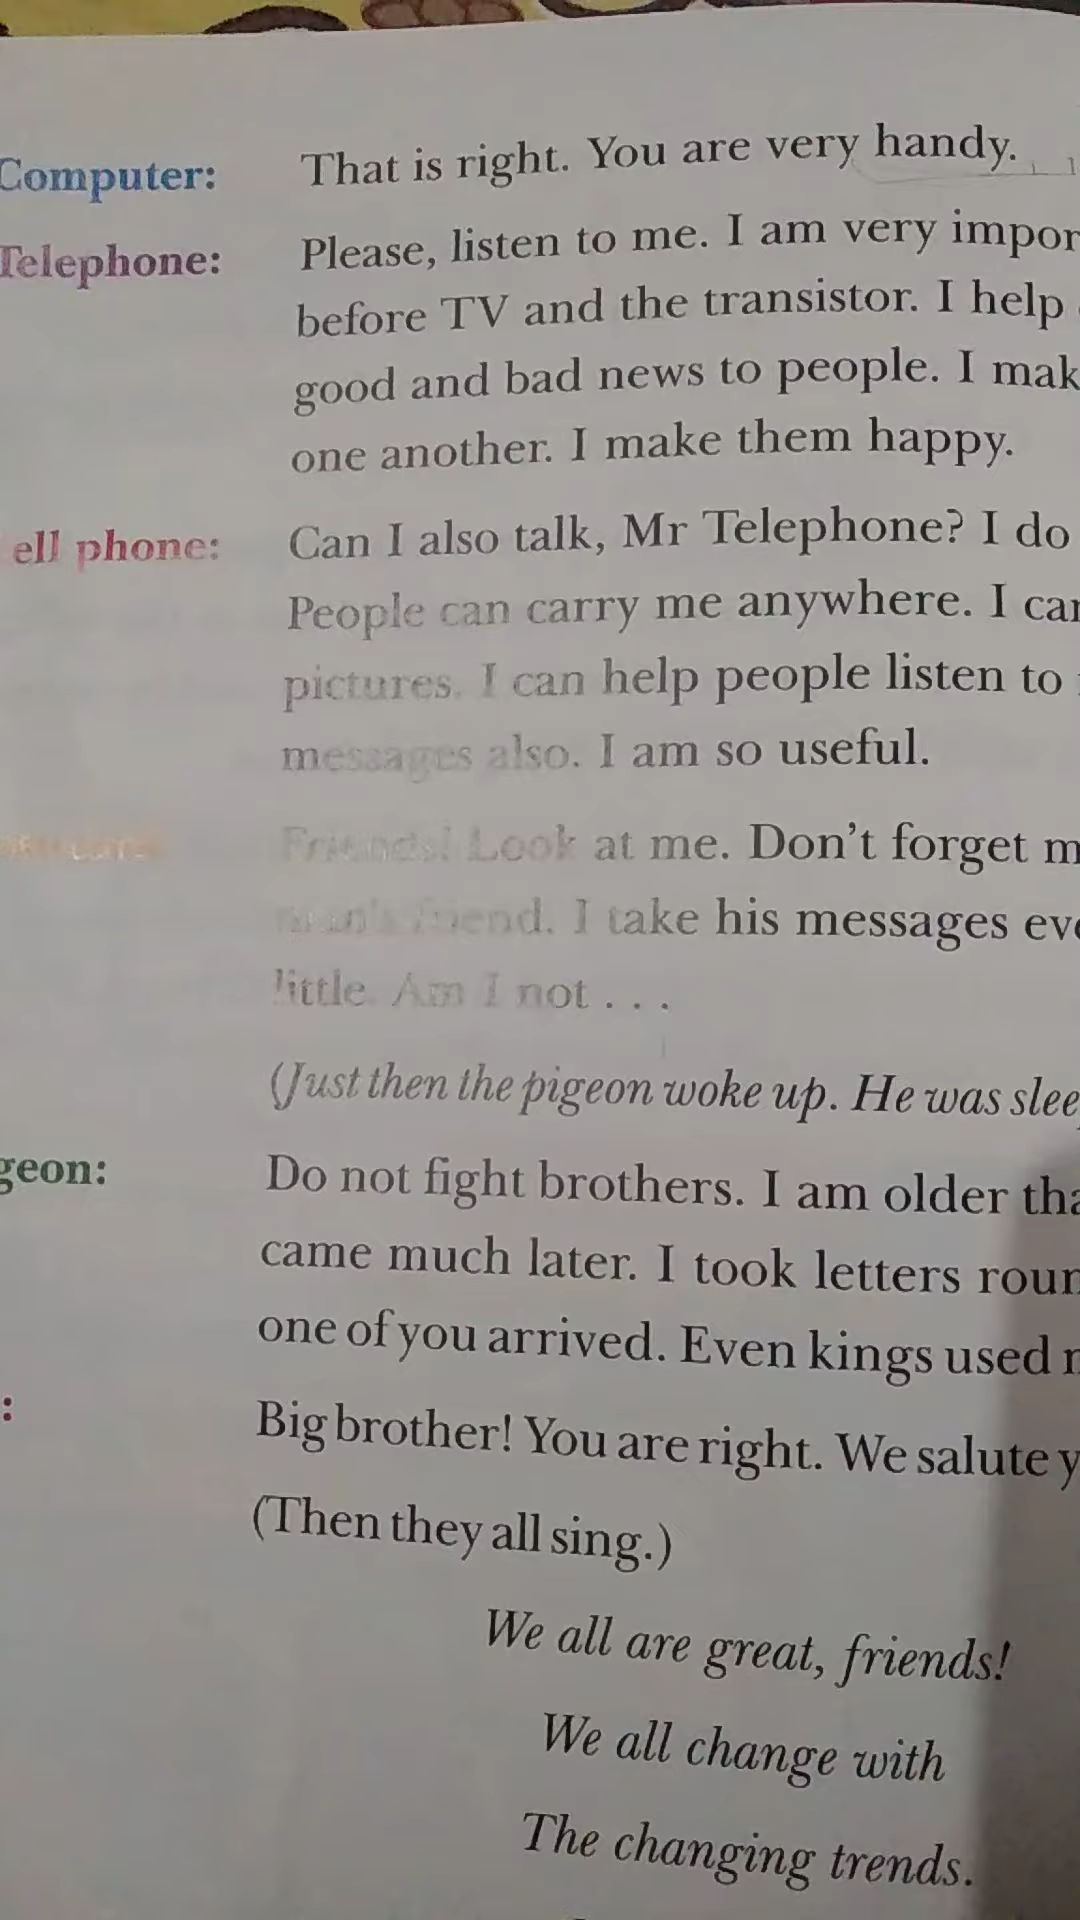 Computer: That is right. You are very handy.
Telephone: Please, listen to me. I am very impor
before TV and the transistor. I help
good and bad news to people. I mak
one another. I make them happy.
ell phone: Can I also talk, Mr Telephone? I do
People can carry me anywhere. I can
pictures. I can help people listen to
messages also. I am so useful.
Friends! Look at me. Don't forget m
man's friend. I take his messages eve
little. Am I not . . .
(Just then the pigeon woke up. He was slee
geon: Do not fight brothers. I am older tha
came much later. I took letters roun
one of you arrived. Even kings used m
: Big brother! You are right. We salute y
(Then they all sing.)
We all are great, friends!
We all change with
The changing trends.